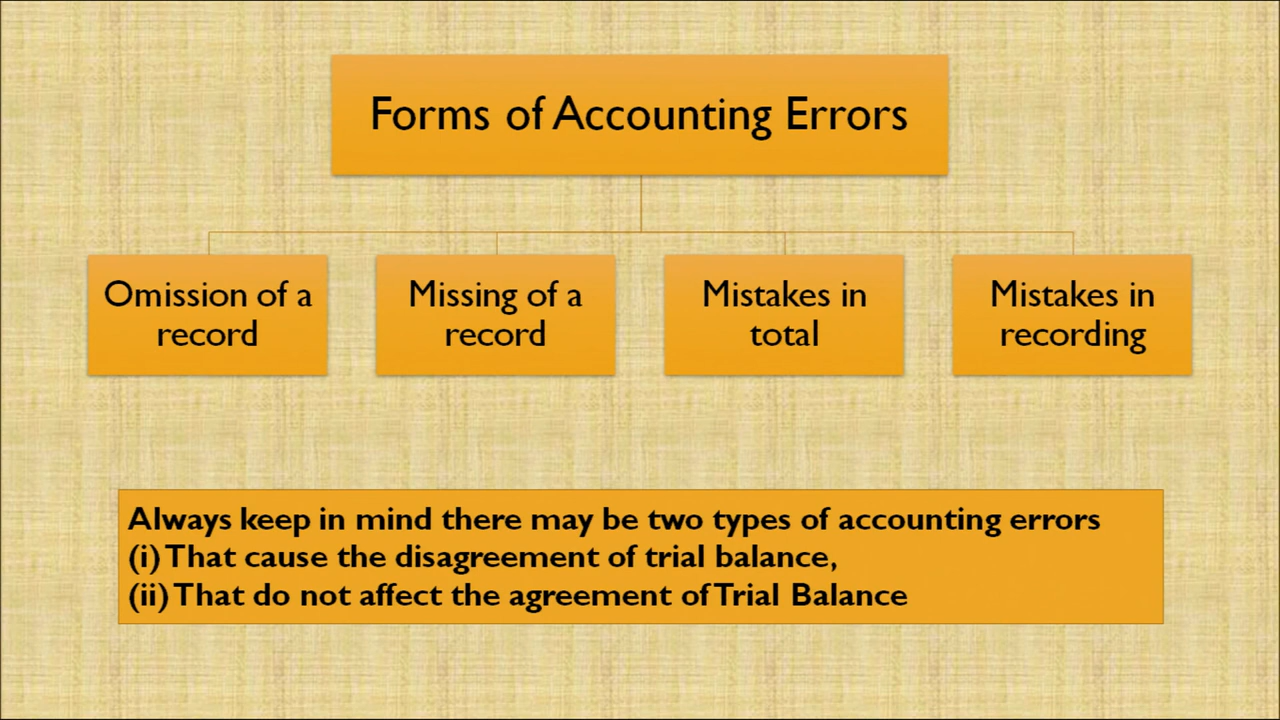 Forms of Accounting Errors
Omission of a
record
Missing of a
record
Mistakes in
total
Mistakes in
recording
Always keep in mind there may be two types of accounting errors
(i) That cause the disagreement of trial balance,
(ii) That do not affect the agreement of Trial Balance